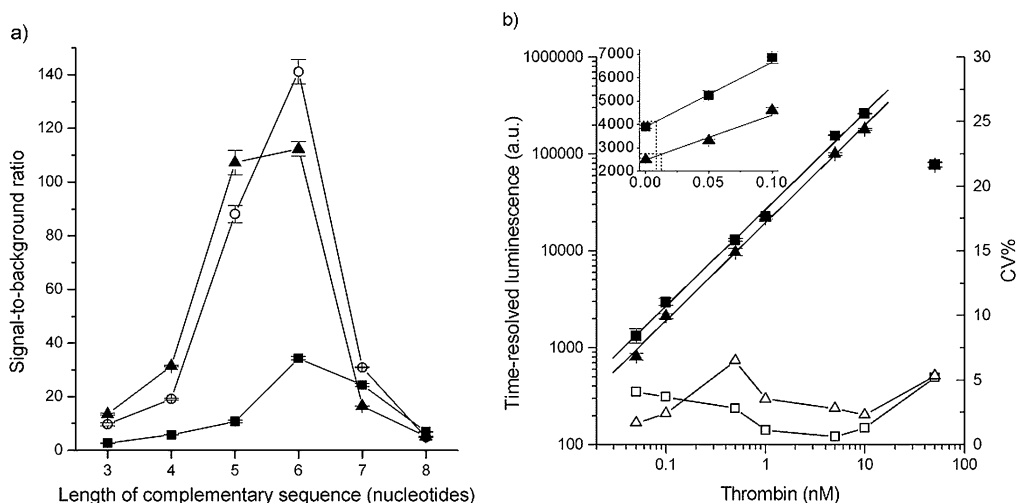 a)
Signal-to-background ratio
140
120
100
80
60
40
20
0
3 4 5 6 7 8
Length of complementary sequence (nucleotides)
b)
Time-resolved luminescence (a.u.)
1000000
100000
10000
1000
100
7000
6000
5000
4000
3000
2000
0.00 0.05 0.10
30
25
20
15
10
5
0
CV%
0.1 1 10 100
Thrombin (nM)